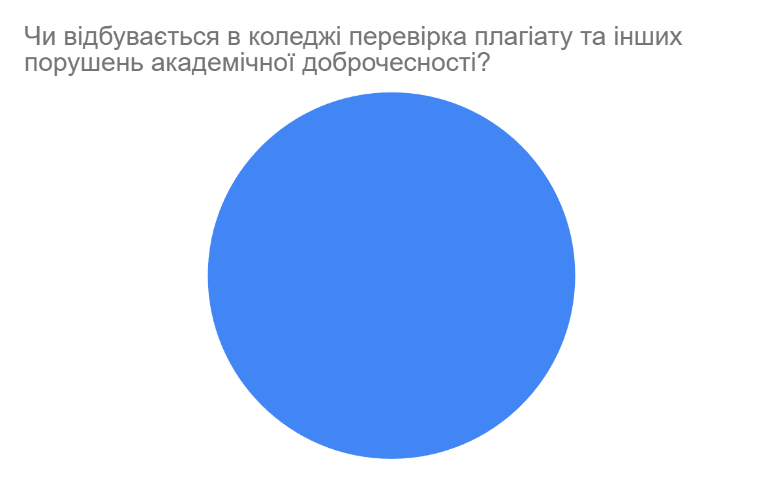 Чи відбувається в коледжі перевірка плагіату та інших
порушень академічної доброчесності?